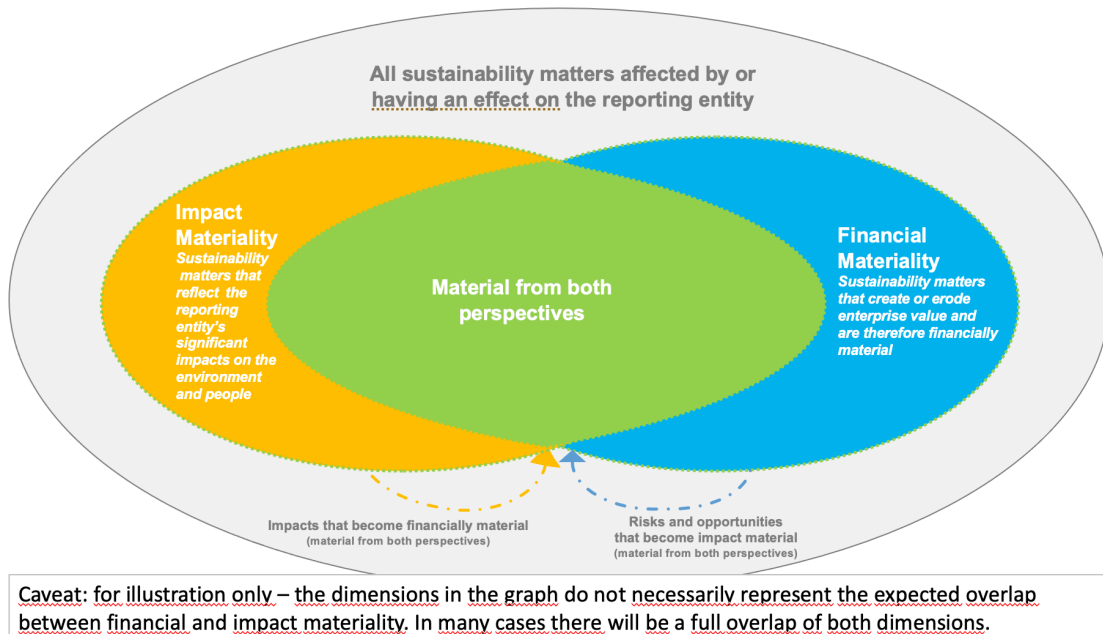 All sustainability matters affected by or
having an effect on the reporting entity
Impact
Materiality
Sustainability
matters that
reflect the
reporting
entity's
significant
impacts on the
environment
and people
Material from both
perspectives
Financial
Materiality
Sustainability matters
that create or erode
enterprise value and
are therefore financially
material
Impacts that become financially material
(material from both perspectives)
Risks and opportunities
that become impact material
(material from both perspectives)
Caveat: for illustration only – the dimensions in the graph do not necessarily represent the expected overlap
between financial and impact materiality. In many cases there will be a full overlap of both dimensions.